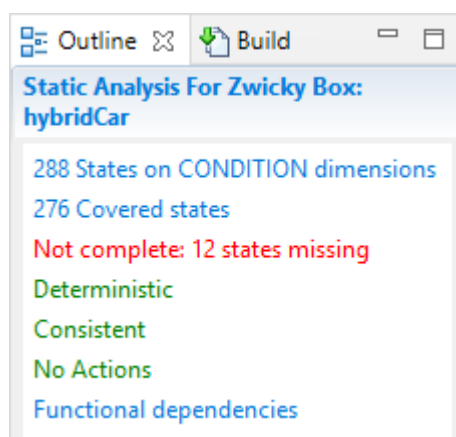 Outline Build
Static Analysis For Zwicky Box:
hybridCar
288 States on CONDITION dimensions
276 Covered states
Not complete: 12 states missing
Deterministic
Consistent
No Actions
Functional dependencies